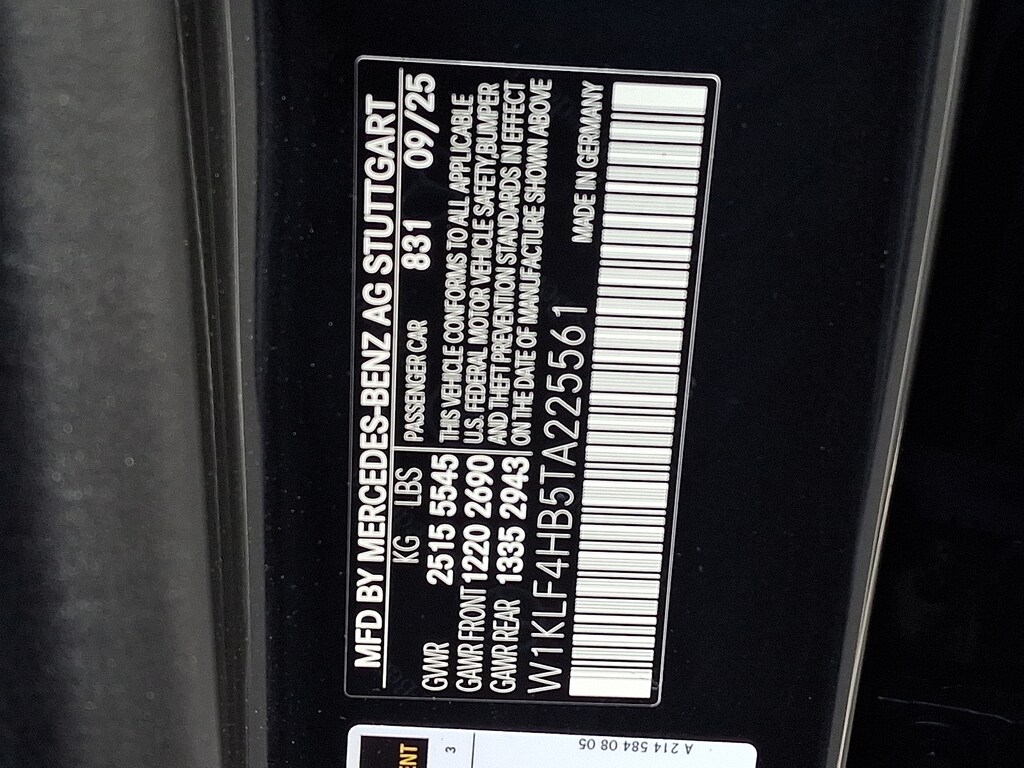 MFD BY MERCEDES-BENZ AG STUTTGART
KG LBS PASSENGER CAR 831 09/25
GWR 2515 5545 THIS VEHICLE CONFORMS TO ALL APPLICABLE
GAWR FRONT 1220 2690 U.S. FEDERAL MOTOR VEHICLE SAFETY, BUMPER
GAWR REAR 1335 2943 AND THEFT PREVENTION STANDARDS IN EFFECT
ON THE DATE OF MANUFACTURE SHOWN ABOVE
W1KLF4HB5TA225561 MADE IN GERMANY
ENT
3
A 214 584 08 05